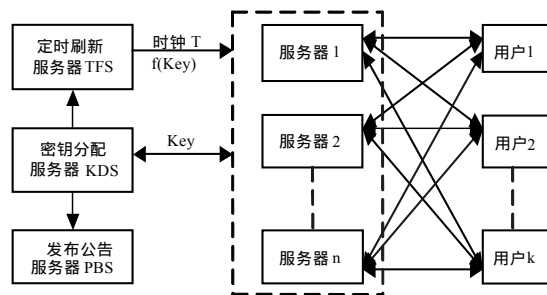 定时刷新
服务器 TFS
时钟 T
f(Key)
密钥分配
服务器 KDS
Key
发布公告
服务器 PBS
服务器 1
服务器 2
服务器 n
用户1
用户2
用户k